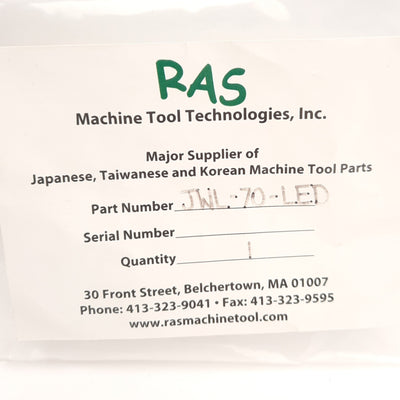 RAS
Machine Tool Technologies, Inc.
Major Supplier of
Japanese, Taiwanese and Korean Machine Tool Parts
Part Number JWL-70-LED
Serial Number
Quantity 1
30 Front Street, Belchertown, MA 01007
Phone: 413-323-9041 • Fax: 413-323-9595
www.rasmachinetool.com